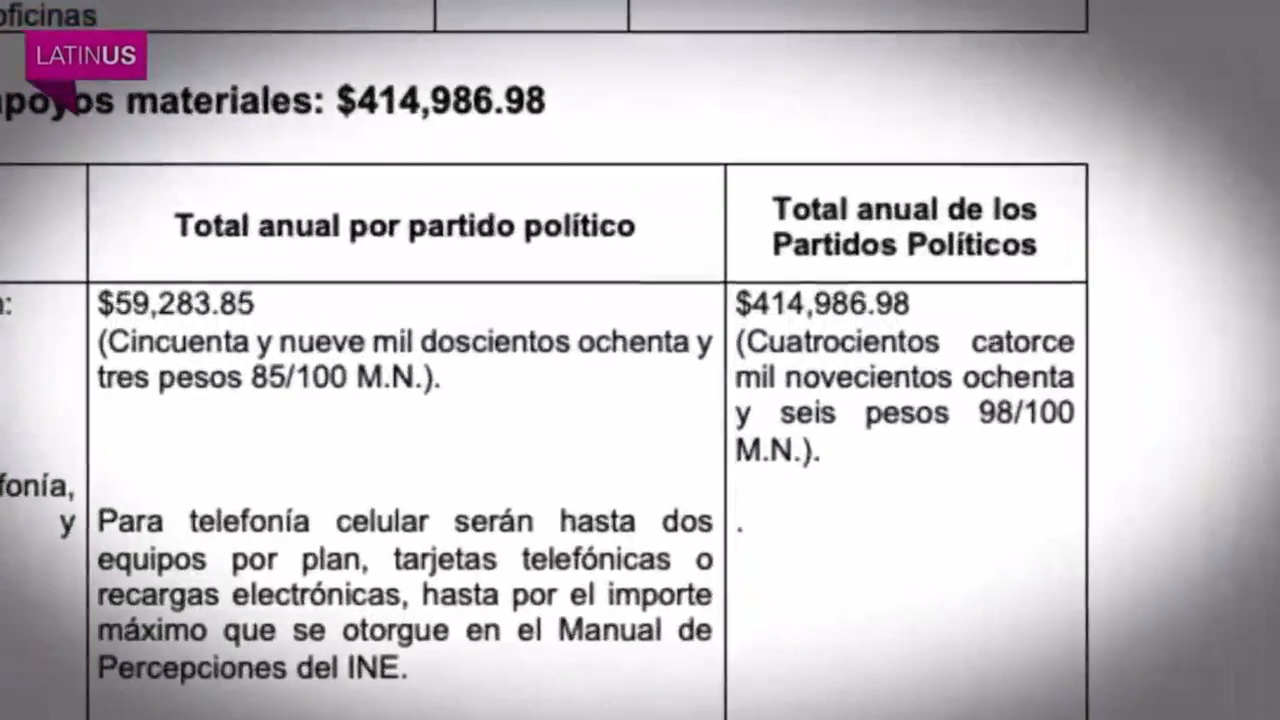 oficinas
LATINUS
apoyos materiales: $414,986.98
Total anual por partido político
Total anual de los
Partidos Políticos
$59,283.85
(Cincuenta y nueve mil doscientos ochenta y
tres pesos 85/100 M.N.).
$414,986.98
(Cuatrocientos catorce
mil novecientos ochenta
y seis pesos 98/100
M.N.).
fonía,
y
Para telefonía celular serán hasta dos
equipos por plan, tarjetas telefónicas o
recargas electrónicas, hasta por el importe
máximo que se otorgue en el Manual de
Percepciones del INE.
.